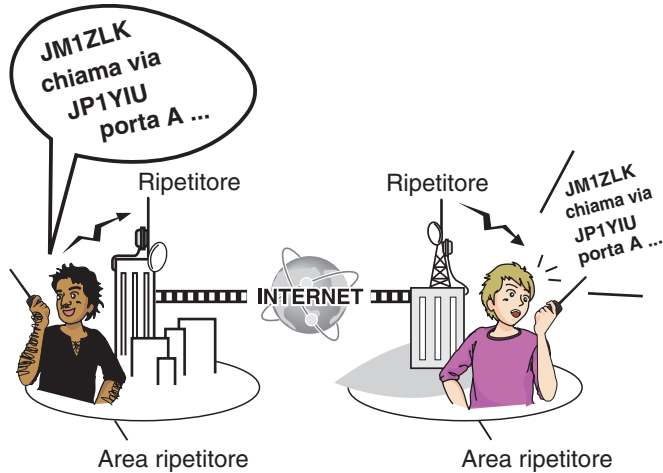 JM1ZLK
chiama via
JP1YIU
porta A ...
Ripetitore
Ripetitore
JM1ZLK
chiama via
JP1YIU
porta A ...
INTERNET
Area ripetitore
Area ripetitore